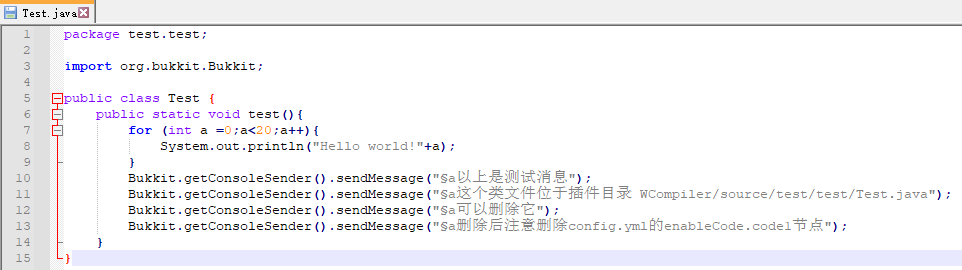 Test.java
1 package test.test;
2
3 import org.bukkit.Bukkit;
4
5 public class Test {
6 public static void test(){
7 for (int a =0;a<20;a++){
8 System.out.println("Hello world!"+a);
9 }
10 Bukkit.getConsoleSender().sendMessage("§a以上是测试消息");
11 Bukkit.getConsoleSender().sendMessage("§a这个类文件位于插件目录 WCompiler/source/test/test/Test.java");
12 Bukkit.getConsoleSender().sendMessage("§a可以删除它");
13 Bukkit.getConsoleSender().sendMessage("§a删除后注意删除config.yml的enableCode.code1节点");
14 }
15 }